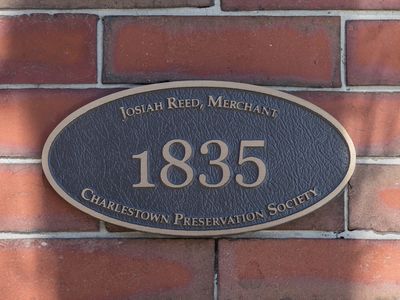 Josiah Reed, Merchant
1835
Charlestown Preservation Society